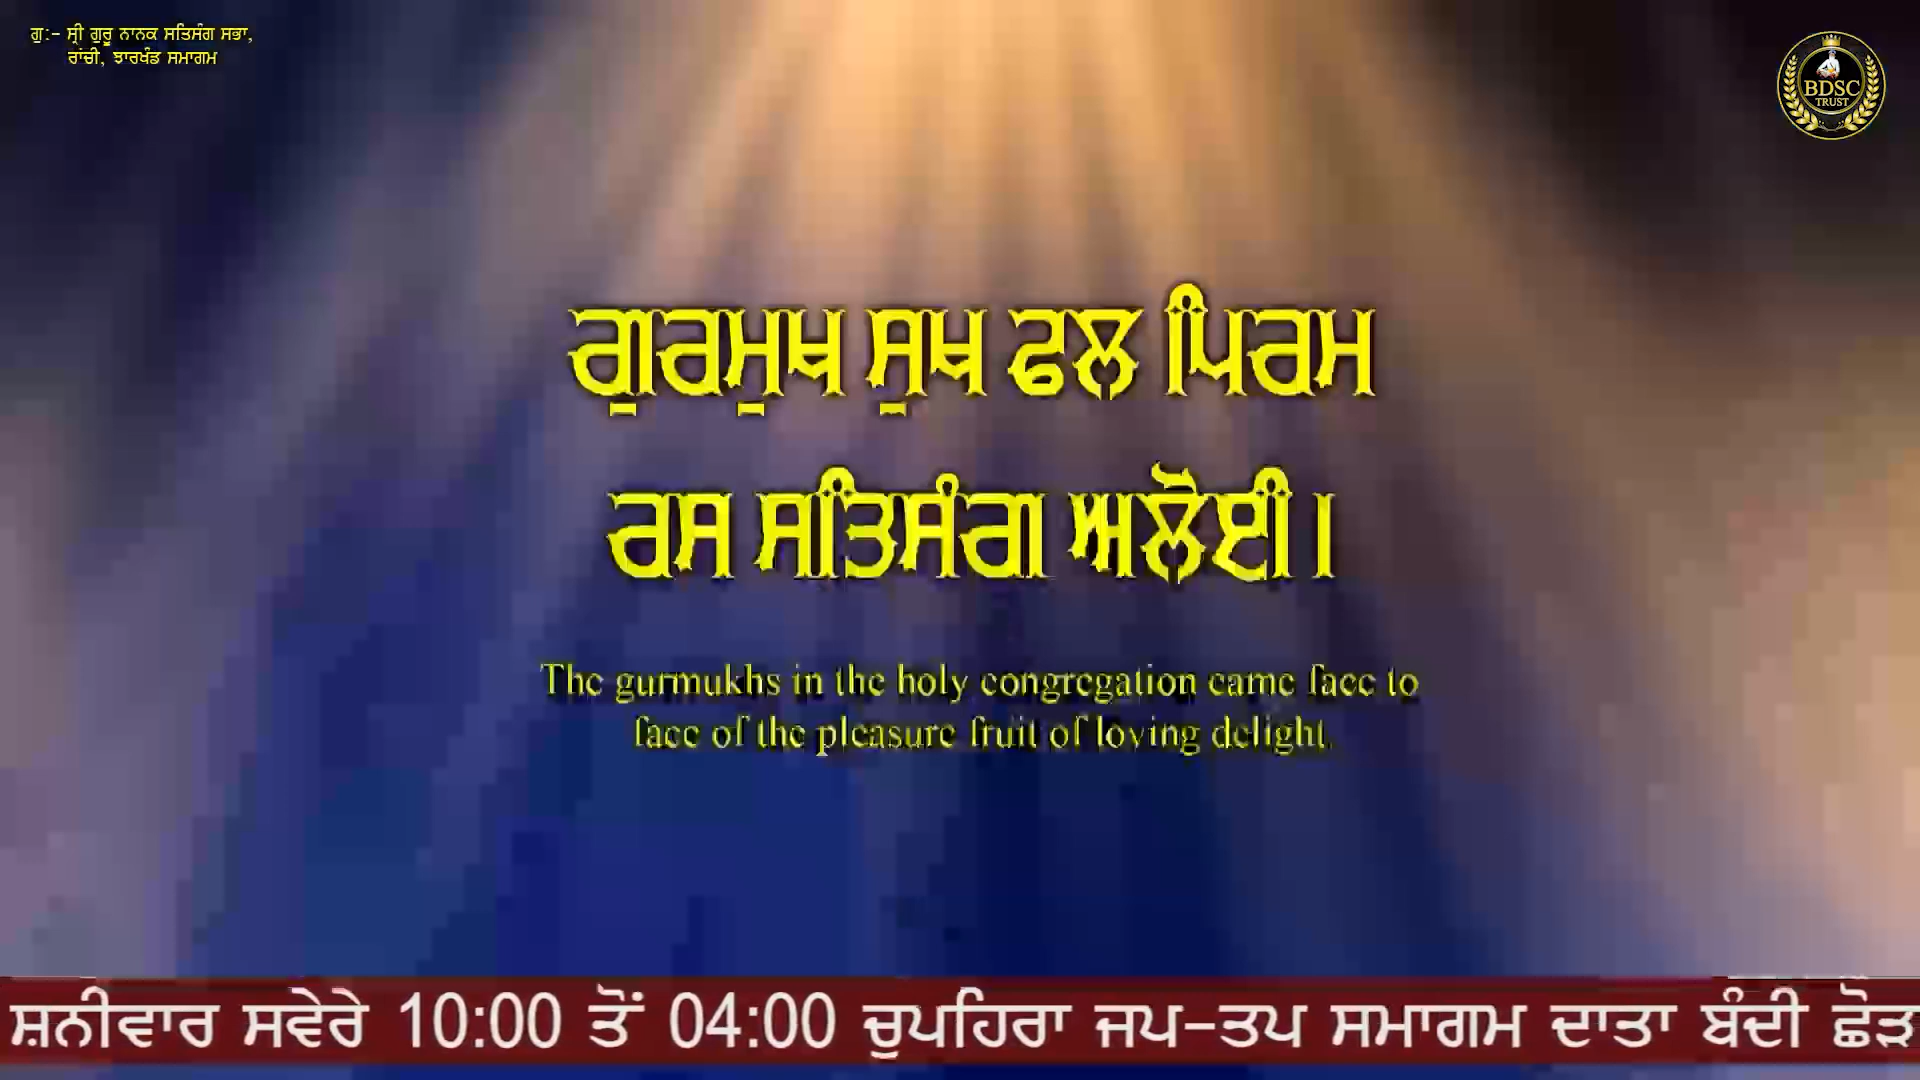 ਗੁ:- ਸ੍ਰੀ ਗੁਰੂ ਨਾਨਕ ਸਤਿਸੰਗ ਸਭਾ,
ਰਾਂਚੀ, ਝਾਰਖੰਡ ਸਮਾਗਮ
BDSC
TRUST
ਗੁਰਮੁਖ ਸੁਖ ਫਲ ਪਿਰਮ
ਰਸ ਸਤਿਸੰਗ ਅਲੋਈ।
The gurmukhs in the holy congregation came face to
face of the pleasure fruit of loving delight.
ਸ਼ਨੀਵਾਰ ਸਵੇਰੇ 10:00 ਤੋਂ 04:00 ਚੁਪਹਿਰਾ ਜਪ-ਤਪ ਸਮਾਗਮ ਦਾਤਾ ਬੰਦੀ ਛੋੜ